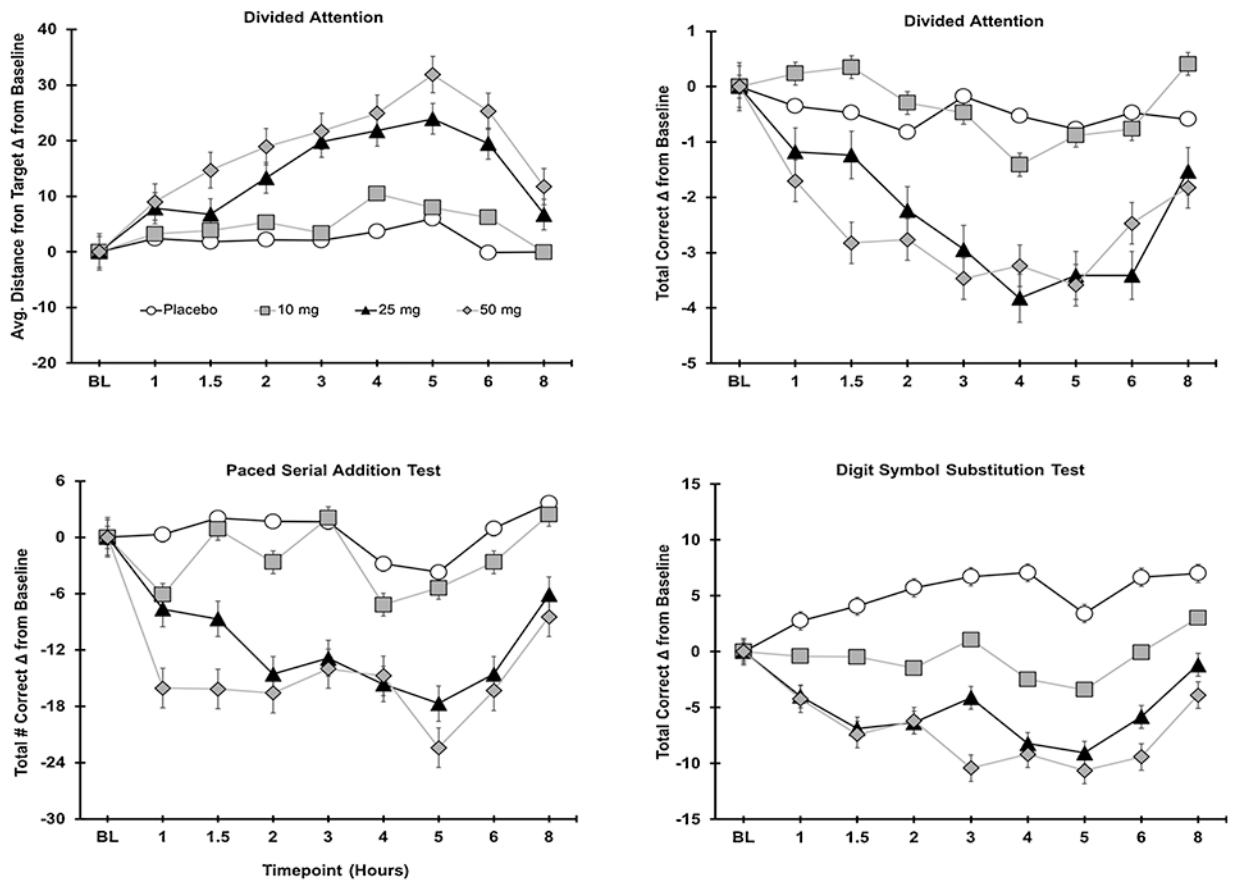 Divided Attention
Avg. Distance fron Target Δ from Baseline
40
30
20
10
0
-10
-20
Placebo 10 mg 25 mg 50 mg
BL 1 1.5 2 3 4 5 6 8
Divided Attention
Total Correct Δ from Baseline
1
0
-1
-2
-3
-4
-5
BL 1 1.5 2 3 4 5 6 8
Paced Serial Addition Test
Total # Correct Δ from Baseline
6
0
-6
-12
-18
-24
-30
BL 1 1.5 2 3 4 5 6 8
Timepoint (Hours)
Digit Symbol Substitution Test
Total Correct Δ from Baseline
15
10
5
0
-5
-10
-15
BL 1 1.5 2 3 4 5 6 8